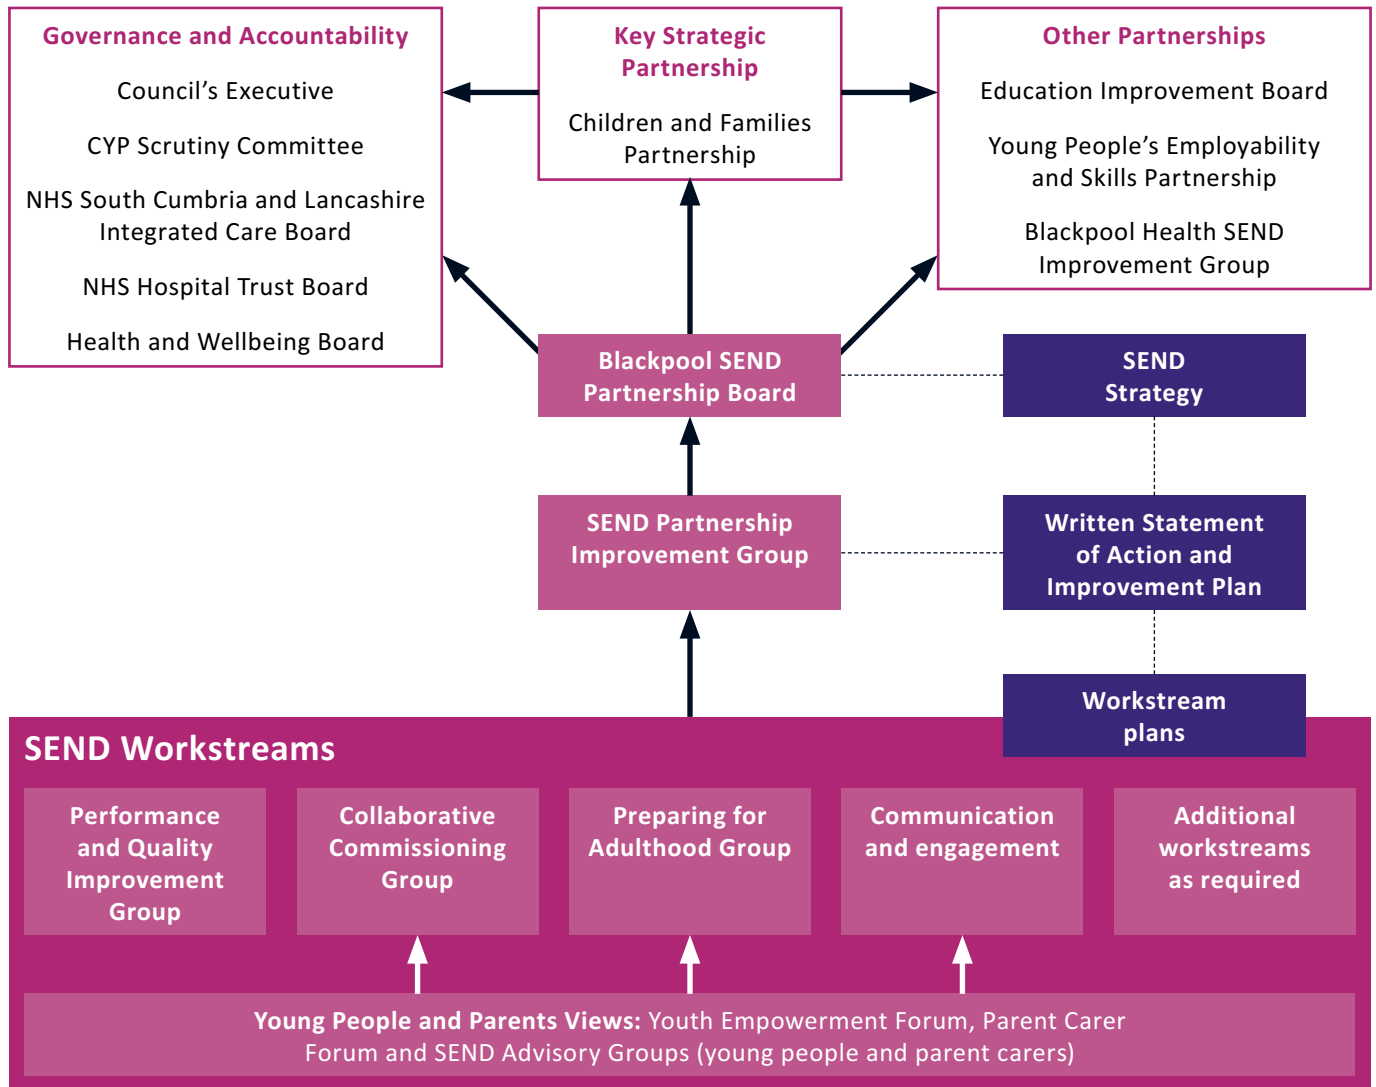 Governance and Accountability
Council’s Executive
CYP Scrutiny Committee
NHS South Cumbria and Lancashire
Integrated Care Board
NHS Hospital Trust Board
Health and Wellbeing Board
Key Strategic
Partnership
Children and Families
Partnership
Other Partnerships
Education Improvement Board
Young People’s Employability
and Skills Partnership
Blackpool Health SEND
Improvement Group
Blackpool SEND
Partnership Board
SEND
Strategy
SEND Partnership
Improvement Group
Written Statement
of Action and
Improvement Plan
Workstream
plans
SEND Workstreams
Performance
and Quality
Improvement
Group
Collaborative
Commissioning
Group
Preparing for
Adulthood Group
Communication
and engagement
Additional
workstreams
as required
Young People and Parents Views: Youth Empowerment Forum, Parent Carer
Forum and SEND Advisory Groups (young people and parent carers)